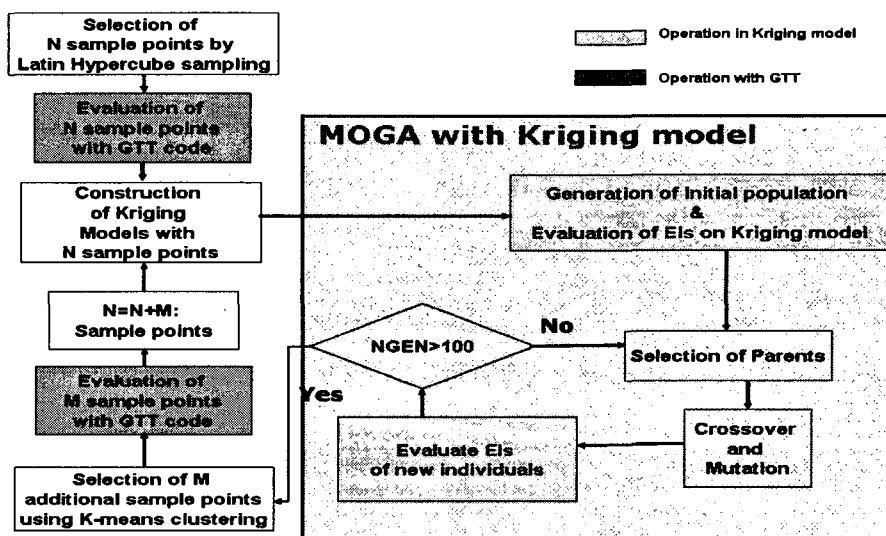 Selection of
N sample points by
Latin Hypercube sampling
Evaluation of
N sample points
with GTT code
Construction
of Kriging
Models with
N sample points
N=N+M:
Sample points
Evaluation of
M sample points
with GTT code
Selection of M
additional sample points
using K-means clustering
Operation in Kriging model
Operation with GTT
MOGA with Kriging model
Generation of Initial population
&
Evaluation of EIs on Kriging model
NGEN>100
No
Yes
Selection of Parents
Crossover
and
Mutation
Evaluate EIs
of new individuals